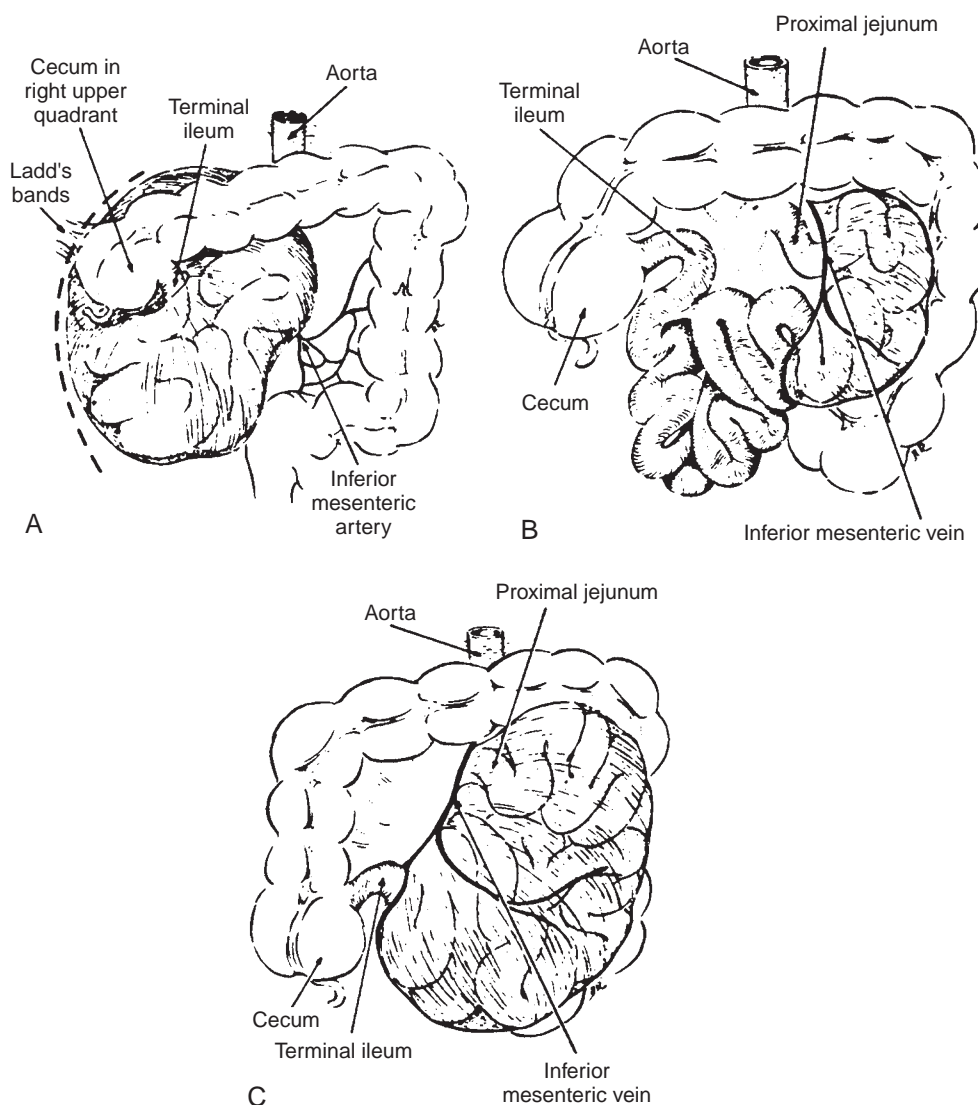 Cecum in
right upper
quadrant
Terminal
ileum
Aorta
Ladd's
bands
Inferior
mesenteric
artery
A
Proximal jejunum
Aorta
Terminal
ileum
Cecum
Inferior mesenteric vein
B
Proximal jejunum
Aorta
Cecum
Terminal ileum
Inferior
mesenteric vein
C